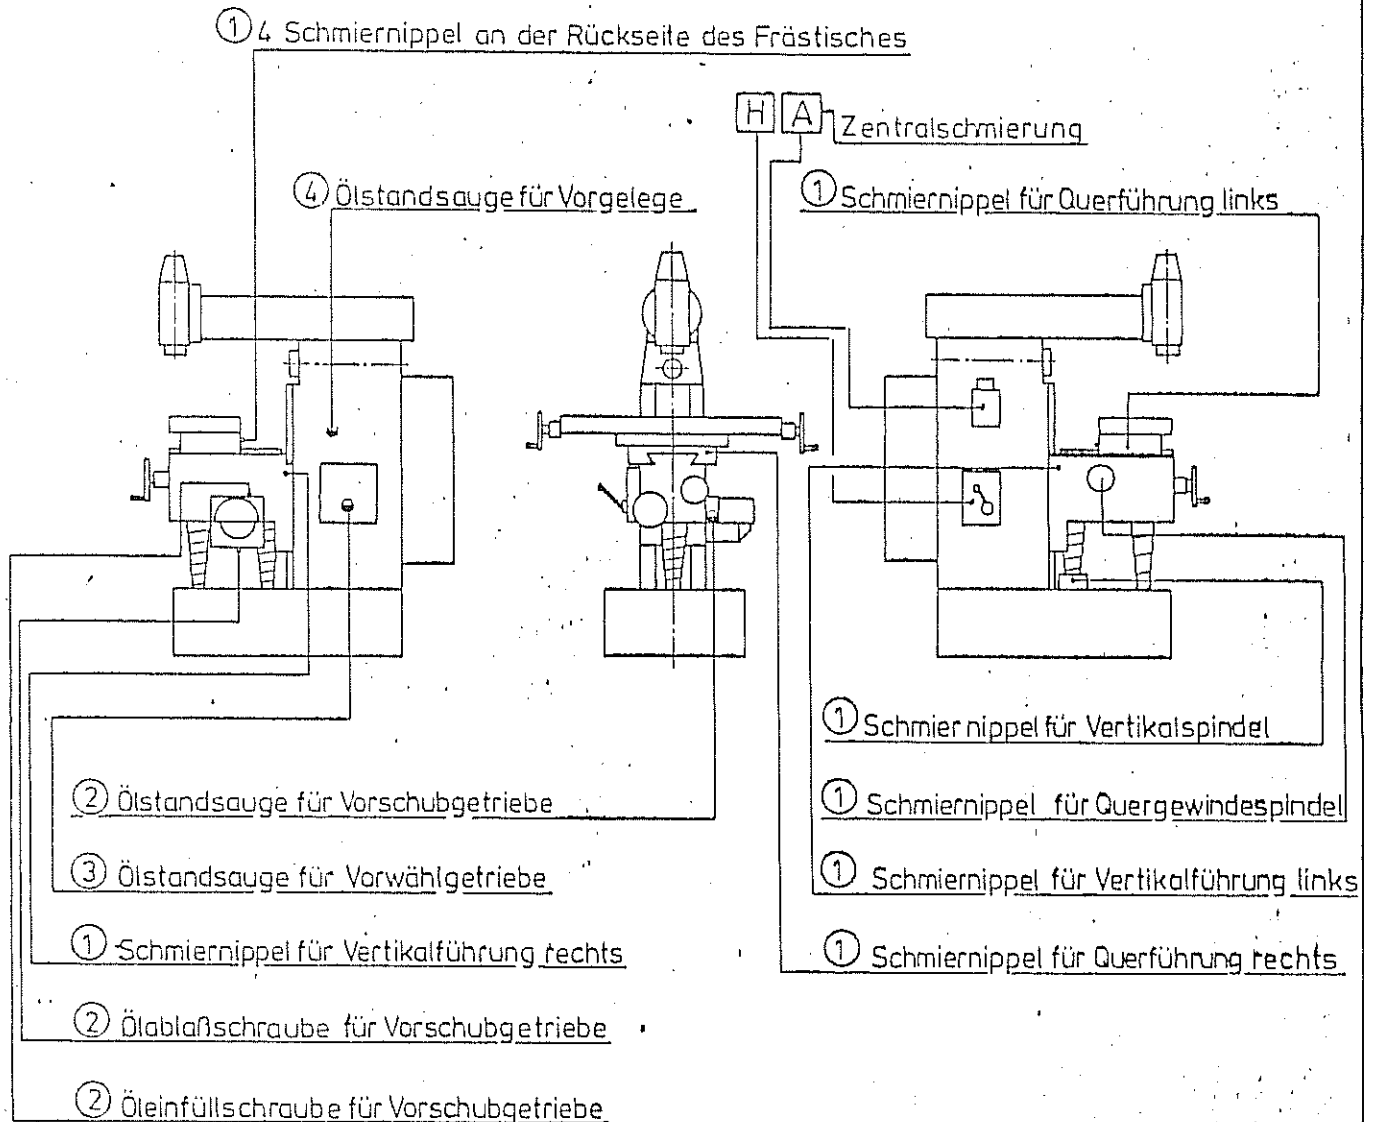 ① 4 Schmiernippel an der Rückseite des Frästisches
H A Zentralschmierung
④ Ölstandsauge für Vorgelege
① Schmiernippel für Querführung links
① Schmiernippel für Vertikalspindel
② Ölstandsauge für Vorschubgetriebe
① Schmiernippel für Quergewindespindel
③ Ölstandsauge für Vorwählgetriebe
① Schmiernippel für Vertikalführung links
① Schmiernippel für Vertikalführung rechts
① Schmiernippel für Querführung rechts
② Ölablaßschraube für Vorschubgetriebe
② Öleinfüllschraube für Vorschubgetriebe